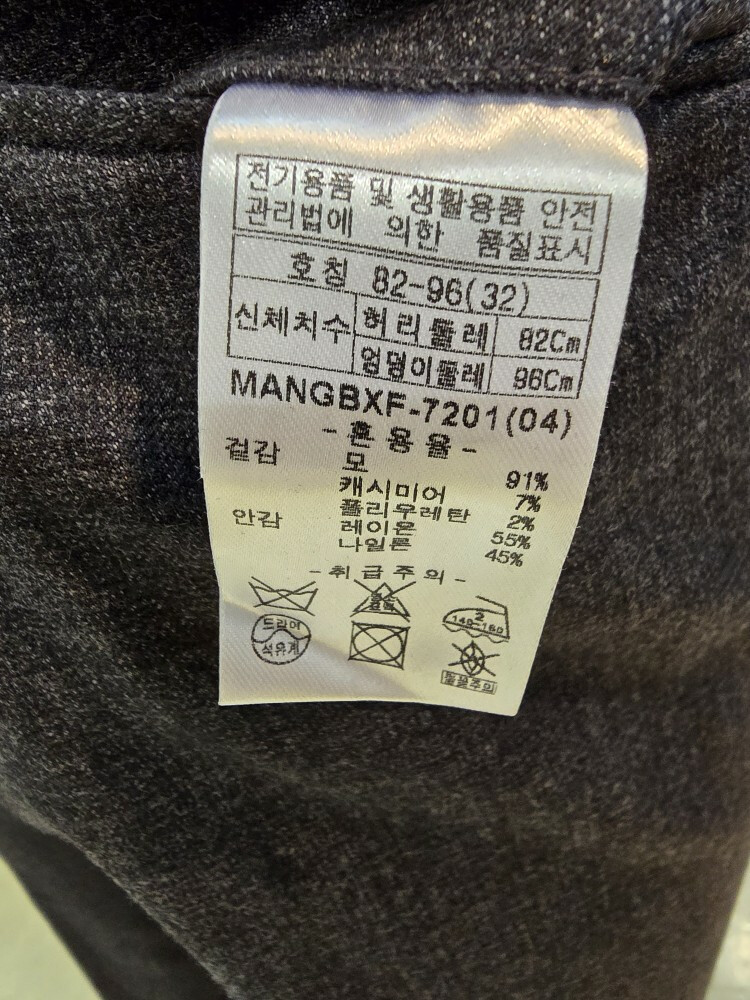 전기용품 및 생활용품 안전
관리법에 의한 품질표시
호칭 82-96(32)
신체치수 허리둘레 82Cm
엉덩이둘레 96Cm
MANGBXF-7201(04)
-혼용율-
겉감 모 91%
캐시미어 7%
폴리우레탄 2%
안감 레이온 55%
나일론 45%
-취급주의-
염소
표백
2
140~160
드라이
석유계